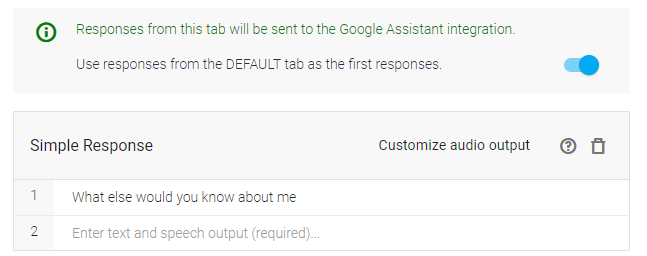 Responses from this tab will be sent to the Google Assistant integration.
Use responses from the DEFAULT tab as the first responses.
Simple Response Customize audio output
1 What else would you know about me
2 Enter text and speech output (required)...